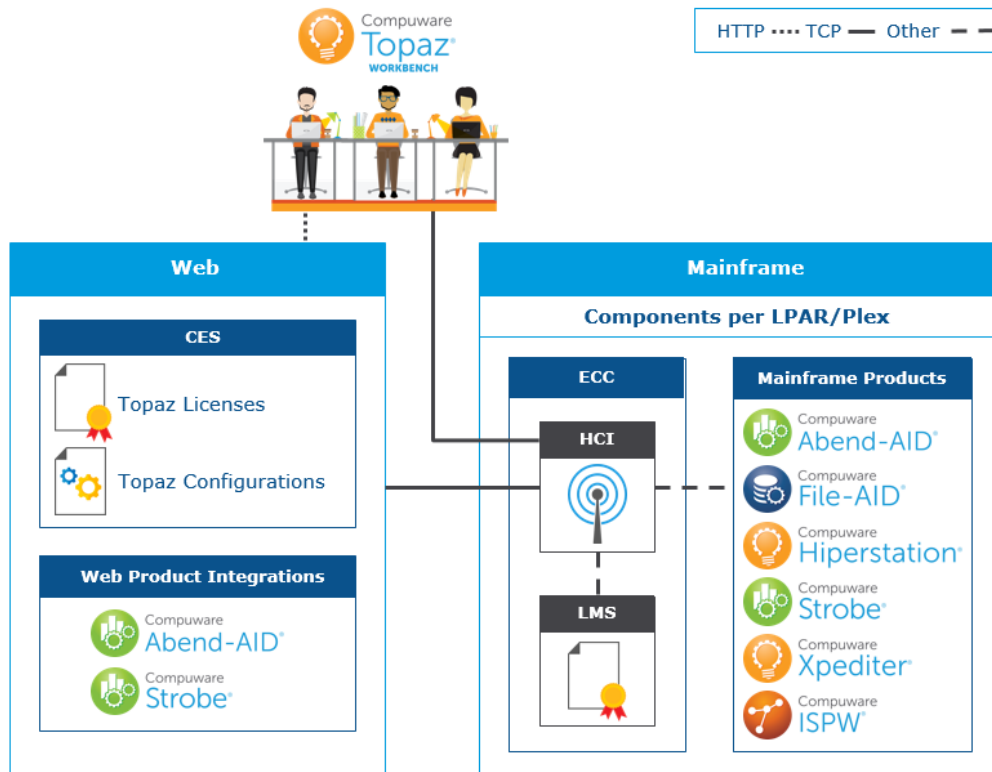 Compuware
Topaz®
WORKBENCH
HTTP TCP Other
Web
CES
Topaz Licenses
Topaz Configurations
Web Product Integrations
Compuware
Abend-AID®
Compuware
Strobe®
Mainframe
Components per LPAR/Plex
ECC
HCI
LMS
Mainframe Products
Compuware
Abend-AID®
Compuware
File-AID®
Compuware
Hiperstation®
Compuware
Strobe®
Compuware
Xpediter®
Compuware
ISPW®